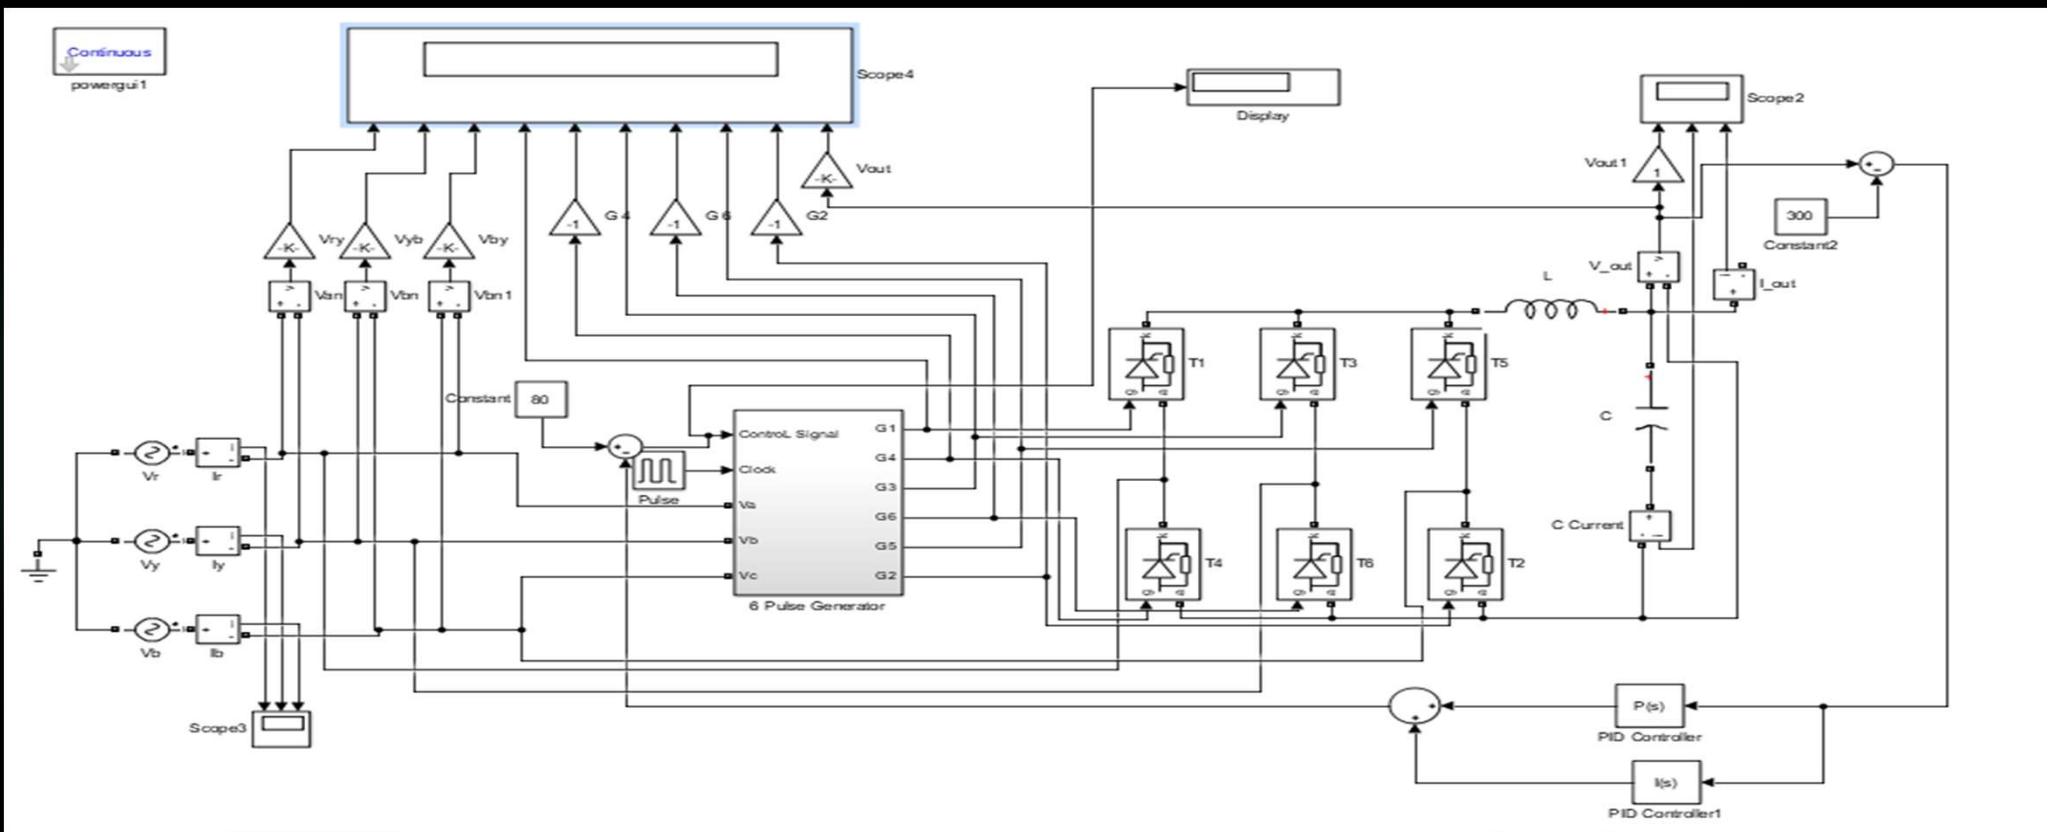 Continuous
powergui1
Scope4
Display
Scope2
Vout
Vout1
1
-K-
300
Constant2
G 4
G 6
G2
-1
-1
-1
Vry
Vyb
Vby
-K-
-K-
-K-
Van
Vbn
Vbn1
V_out
I_out
L
T1
T3
T5
Constant
80
ControL Signal
Clock
Va
Vb
Vc
G1
G4
G3
G6
G5
G2
6 Pulse Generator
Pulse
C
C Current
T4
T6
T2
Vr
Ir
Vy
Iy
Vb
Ib
Scope3
P(s)
PID Controller
I(s)
PID Controller1